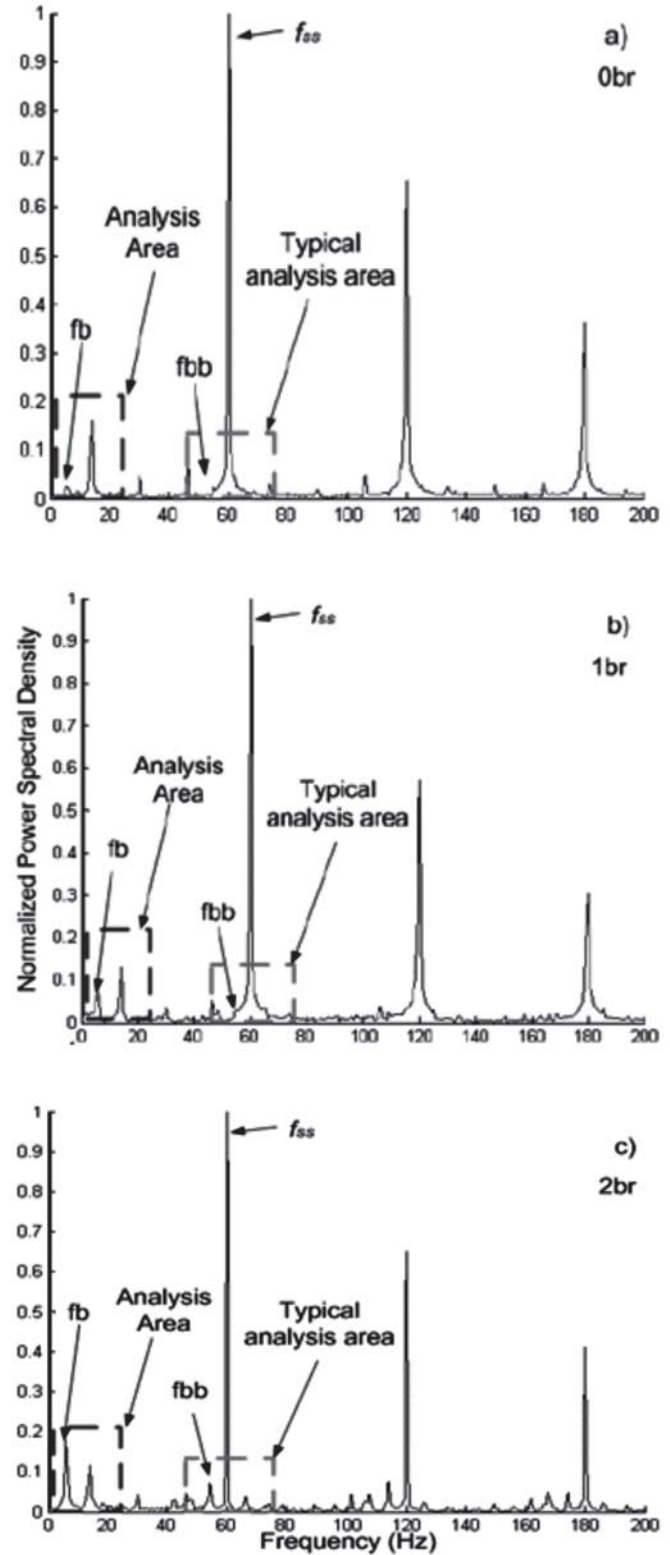 1
fss
a)
0.9
0br
0.8
0.7
0.6
Analysis
Area
Typical
analysis area
0.5
0.4
fb
0.3
fbb
0.2
0.1
0
0 20 40 60 80 100 120 140 160 180 200
Normalized Power Spectral Density
1
fss
b)
0.9
1br
0.8
0.7
Analysis
Area
0.6
Typical
analysis area
0.5
0.4
fb
0.3
fbb
0.2
0.1
0
0 20 40 60 80 100 120 140 160 180 200
1
fss
c)
0.9
2br
0.8
0.7
0.6
Analysis
Area
Typical
analysis area
0.5
fb
0.4
0.3
fbb
0.2
0.1
0
0 20 40 60 80 100 120 140 160 180 200
Frequency (Hz)